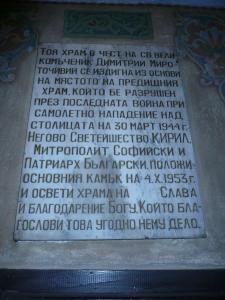 Тоя храм в чест на св. вели-
комъченик Димитрий Миро-
точивий се издигна из основи
на мястото на предишния
храм, който бе разрушен
през последната война при
самолетно нападение над
столицата на 30 март 1944 г.
Негово Светейшество Кирил,
Митрополит Софийски и
Патриарх Български, положи
основния камък на 4.X.1953 г.
и освети храма на Слава
и благодарение Богу, Който бла-
гослови това угодно нему дело.